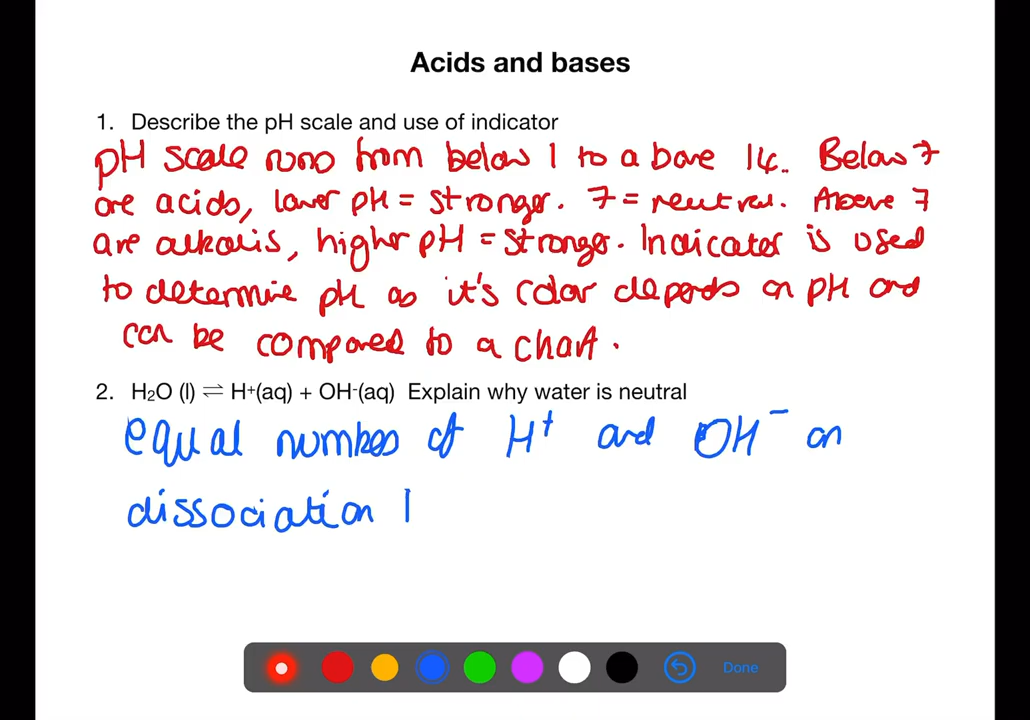 Acids and bases
1. Describe the pH scale and use of indicator
pH scale runs from below 1 to above 14. Below 7
are acids, lower pH = stronger. 7 = neutral. Above 7
are alkalis, higher pH = stronger. Indicator is used
to determine pH as it's color depends on pH and
can be compared to a chart.
2. H₂O (l) ⇌ H⁺(aq) + OH⁻(aq) Explain why water is neutral
equal number of H⁺ and OH⁻ on
dissociation
Done